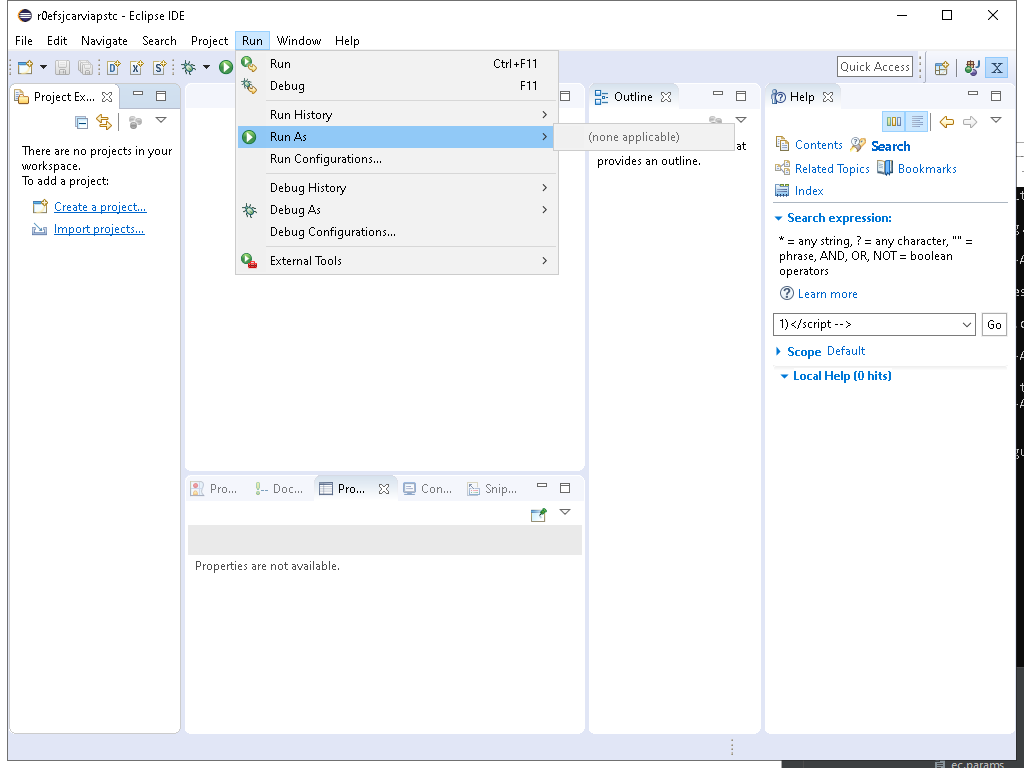 r0efsjcarviapstc - Eclipse IDE
File Edit Navigate Search Project Run Window Help
Quick Access
Project Ex...
There are no projects in your
workspace.
To add a project:
Create a project...
Import projects...
Run Ctrl+F11
Debug F11
Run History
Run As
(none applicable)
Run Configurations...
Debug History
Debug As
Debug Configurations...
External Tools
Outline
at
provides an outline.
Help
Contents Search
Related Topics Bookmarks
Index
Search expression:
* = any string, ? = any character, "" =
phrase, AND, OR, NOT = boolean
operators
Learn more
1)</script --> Go
Scope Default
Local Help (0 hits)
Pro... Doc... Pro... Con... Snip...
Properties are not available.
ec.params